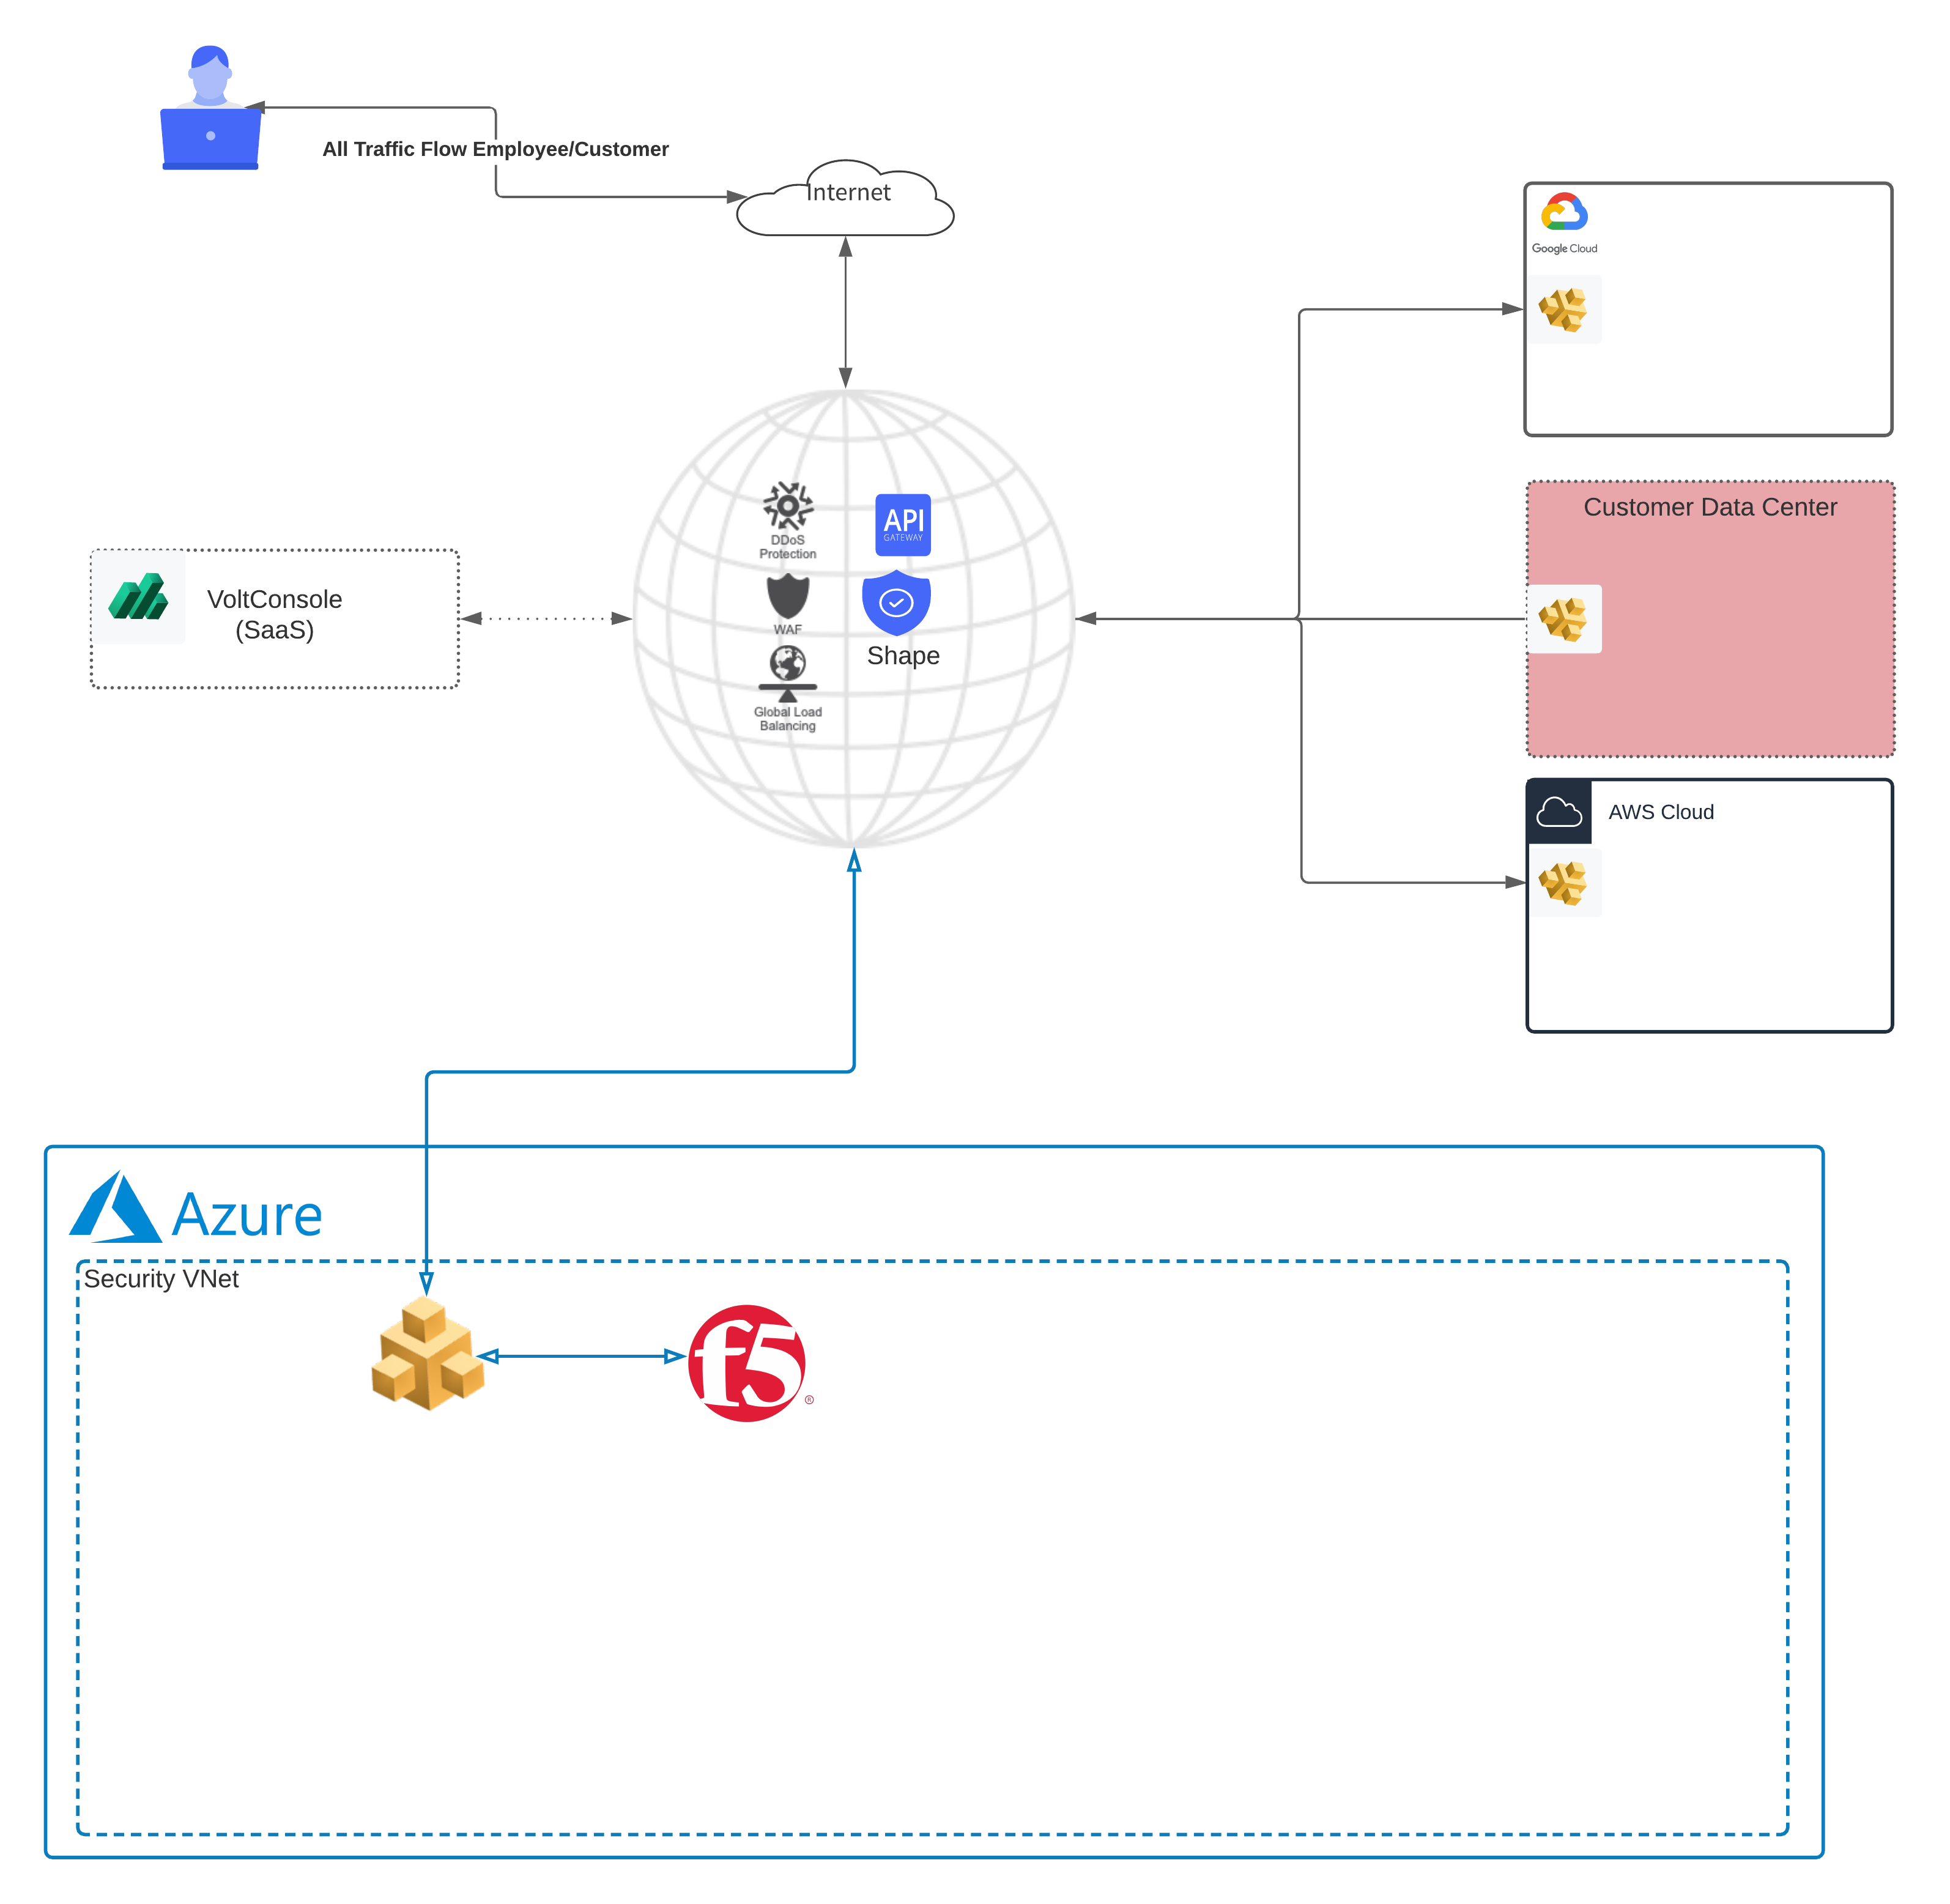 All Traffic Flow Employee/Customer
Internet
Google Cloud
DDoS
Protection
API
GATEWAY
Customer Data Center
VoltConsole
(SaaS)
WAF
Shape
Global Load
Balancing
AWS Cloud
Azure
Security VNet
f5
®